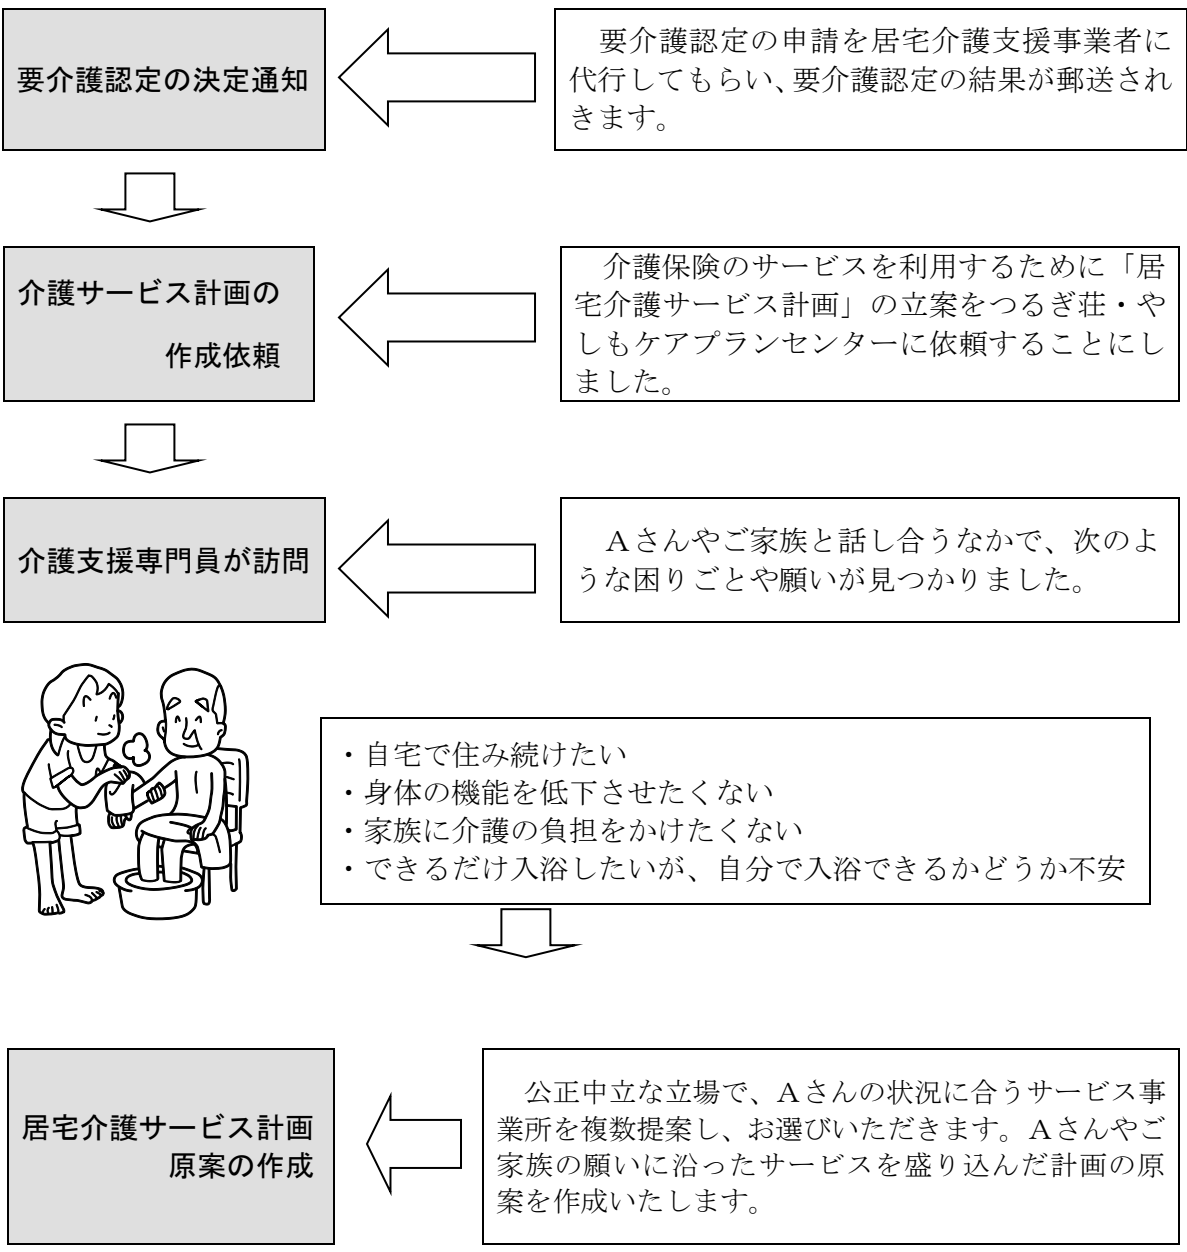 要介護認定の決定通知
要介護認定の申請を居宅介護支援事業者に
代行してもらい、要介護認定の結果が郵送され
きます。
介護サービス計画の
作成依頼
介護保険のサービスを利用するために「居
宅介護サービス計画」の立案をつるぎ荘・や
しもケアプランセンターに依頼することにし
ました。
介護支援専門員が訪問
Ａさんやご家族と話し合うなかで、次のよ
うな困りごとや願いが見つかりました。
・自宅で住み続けたい
・身体の機能を低下させたくない
・家族に介護の負担をかけたくない
・できるだけ入浴したいが、自分で入浴できるかどうか不安
居宅介護サービス計画
原案の作成
公正中立な立場で、Ａさんの状況に合うサービス事
業所を複数提案し、お選びいただきます。Ａさんやご
家族の願いに沿ったサービスを盛り込んだ計画の原
案を作成いたします。